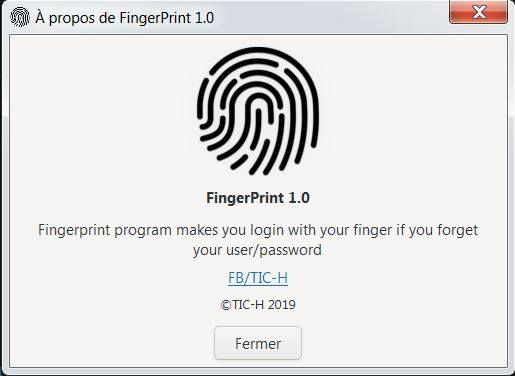 À propos de FingerPrint 1.0
FingerPrint 1.0
Fingerprint program makes you login with your finger if you forget
your user/password
FB/TIC-H
©TIC-H 2019
Fermer